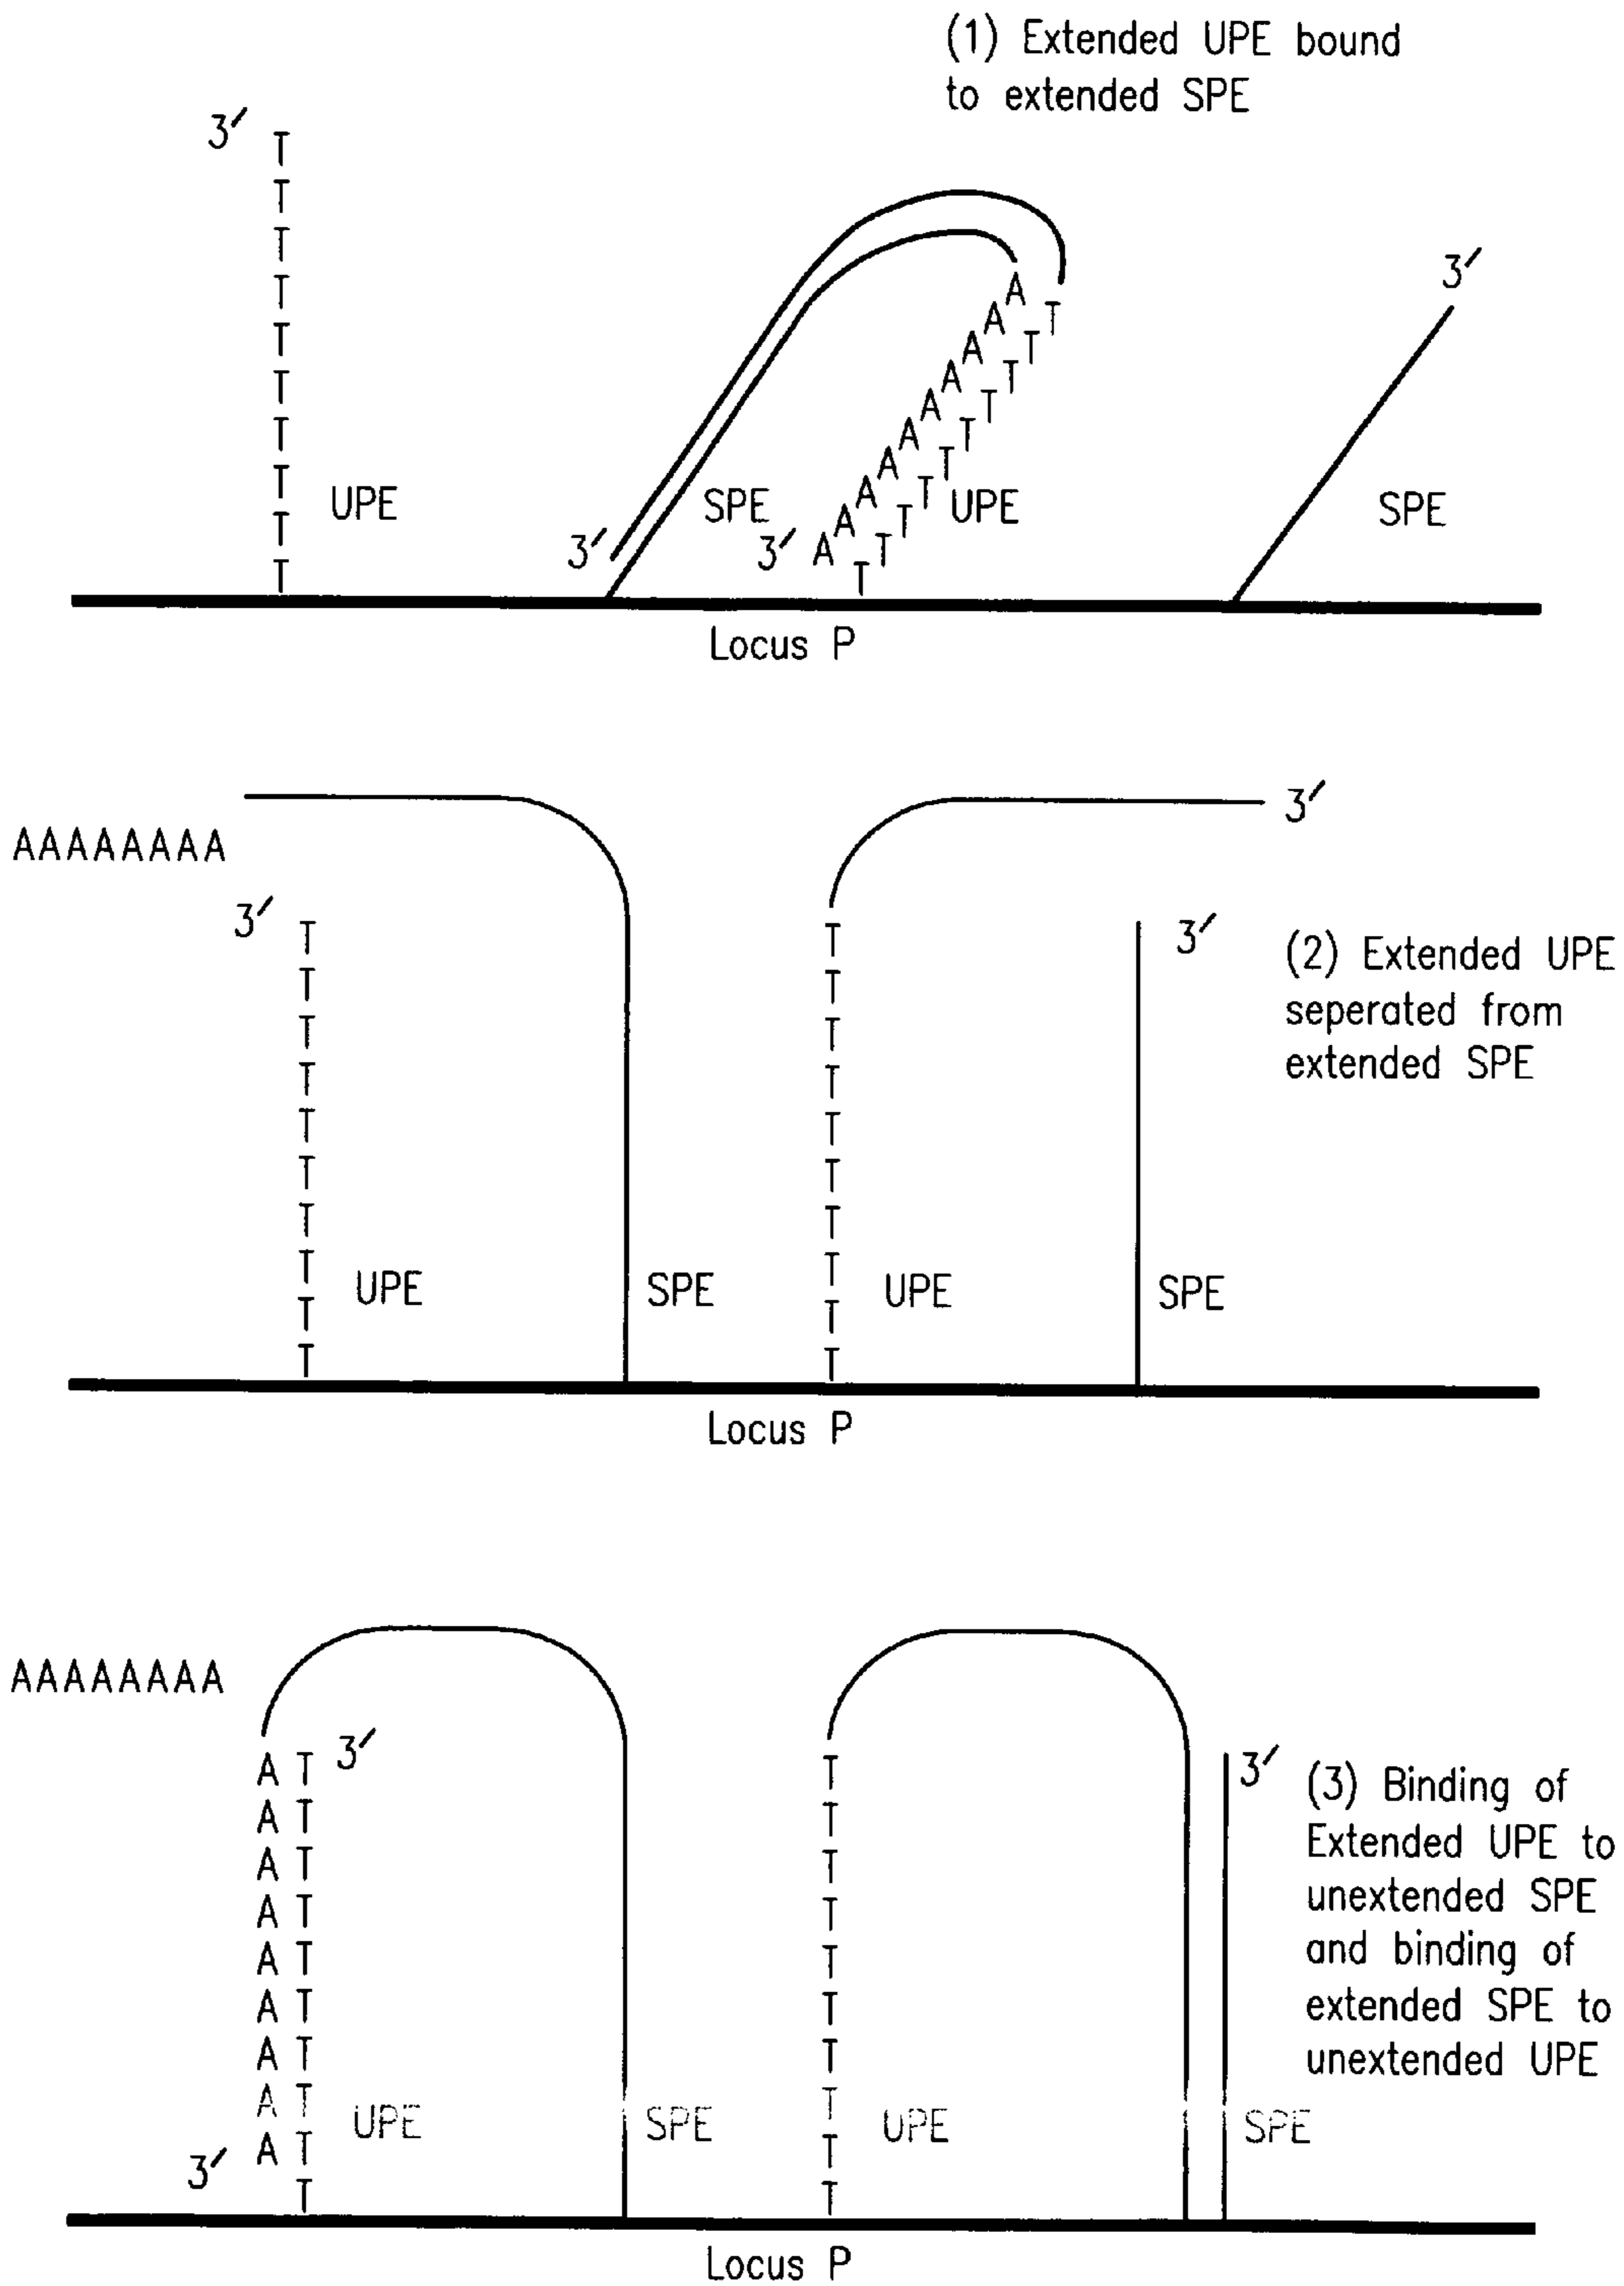 (1) Extended UPE bound
to extended SPE
3′
T
T
T
T
T
T
T
T
T
T
UPE
3′
SPE
3′
A T
A T
A T
A T
A T
A T
A T
A T
A T
A T
UPE
3′
SPE
Locus P
AAAAAAAA
3′
3′
T
T
T
T
T
T
T
T
T
T
UPE
SPE
T
T
T
T
T
T
T
T
T
T
UPE
3′
SPE
(2) Extended UPE
seperated from
extended SPE
Locus P
AAAAAAAA
A T 3′
A T
A T
A T
A T
A T
A T
A T
3′ A T
T
UPE
SPE
T
T
T
T
T
T
T
T
T
T
UPE
3′
SPE
(3) Binding of
Extended UPE to
unextended SPE
and binding of
extended SPE to
unextended UPE
Locus P